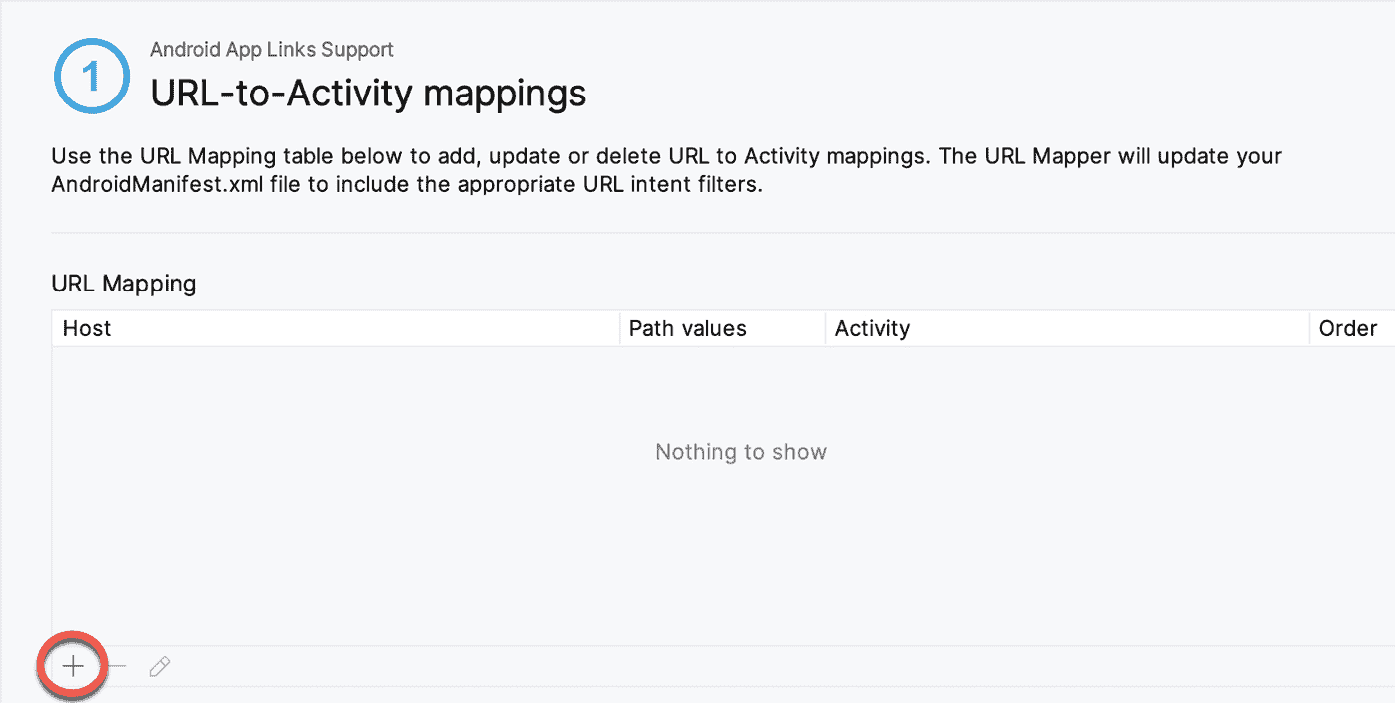 1
Android App Links Support
URL-to-Activity mappings
Use the URL Mapping table below to add, update or delete URL to Activity mappings. The URL Mapper will update your
AndroidManifest.xml file to include the appropriate URL intent filters.
URL Mapping
Host Path values Activity Order
Nothing to show